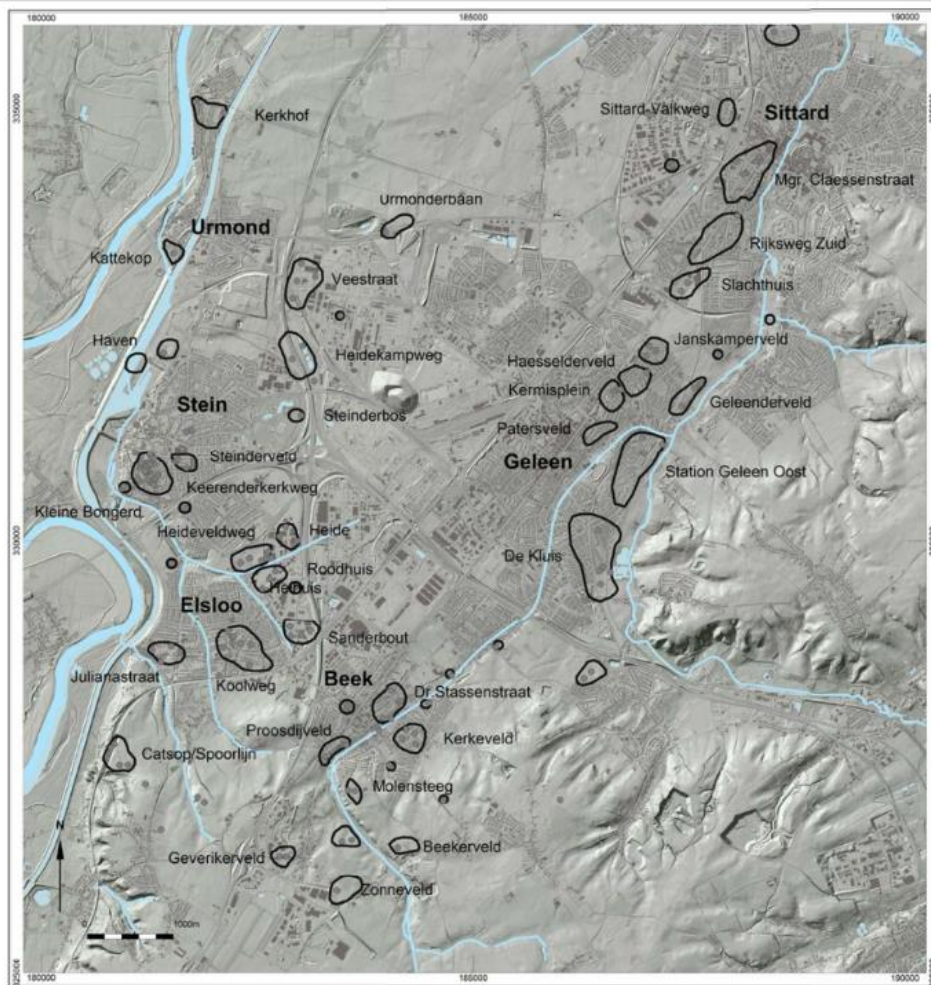 180000
185000
190000
335000
Kerkhof
Sittard-Valkweg
Sittard
Mgr. Claessenstraat
Urmonderbaan
Urmond
Kattekop
Rijksweg Zuid
Veestraat
Slachthuis
Haven
Heidekampweg
Haesselderveld
Janskamperveld
Kermisplein
Geleenderveld
Stein
Steinderbos
Patersveld
Geleen
Steinderveld
Station Geleen Oost
Keerenderkerkweg
Kleine Bongerd
Heideveldweg
Heide
330000
De Kluis
Roodhuis
Helhuis
Elsloo
Sanderbout
Julianastraat
Koolweg
Beek
Dr Stassenstraat
Proosdijveld
Kerkeveld
Catsop/Spoorlijn
Molensteeg
N
Geverikerveld
Beekerveld
Zonneveld
0
1000m
325000
180000
185000
190000